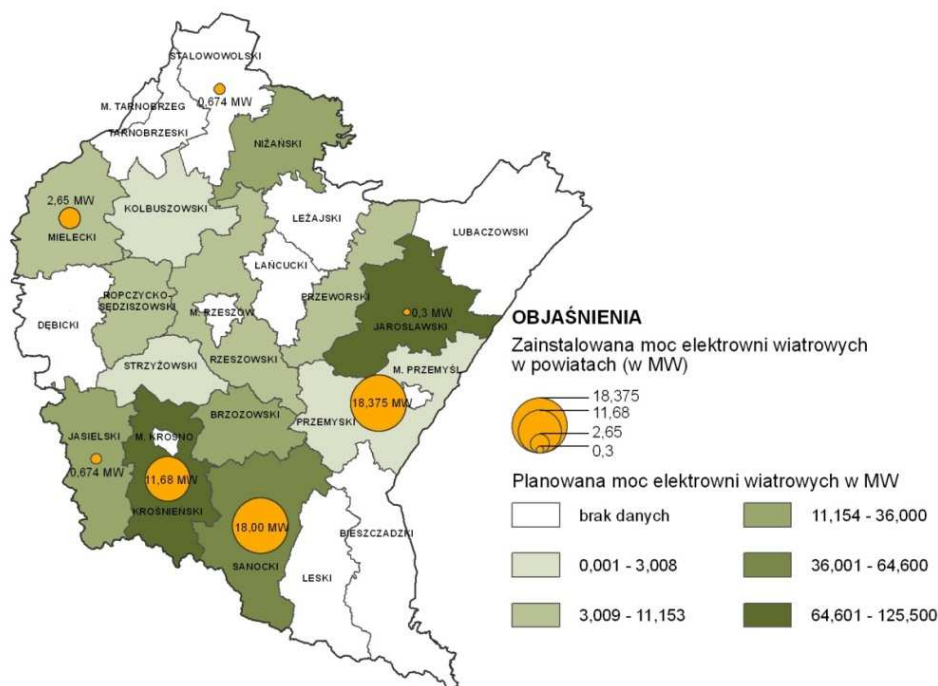 STALOWOWOLSKI
0,674 MW
M. TARNOBRZEG
TARNOBRZESKI
NIŻAŃSKI
2,65 MW
MIELECKI
KOLBUSZOWSKI
LEŻAJSKI
LUBACZOWSKI
ŁAŃCUCKI
ROPCZYCKO-
SĘDZISZOWSKI
M. RZESZÓW
PRZEWORSKI
0,3 MW
JAROSŁAWSKI
DĘBICKI
RZESZOWSKI
STRZYŻOWSKI
M. PRZEMYŚL
18,375 MW
PRZEMYSKI
BRZOZOWSKI
JASIELSKI
0,674 MW
M. KROSNO
11,68 MW
KROŚNIEŃSKI
18,00 MW
SANOCKI
BIESZCZADZKI
LESKI
OBJAŚNIENIA
Zainstalowana moc elektrowni wiatrowych
w powiatach (w MW)
18,375
11,68
2,65
0,3
Planowana moc elektrowni wiatrowych w MW
brak danych
0,001 - 3,008
3,009 - 11,153
11,154 - 36,000
36,001 - 64,600
64,601 - 125,500